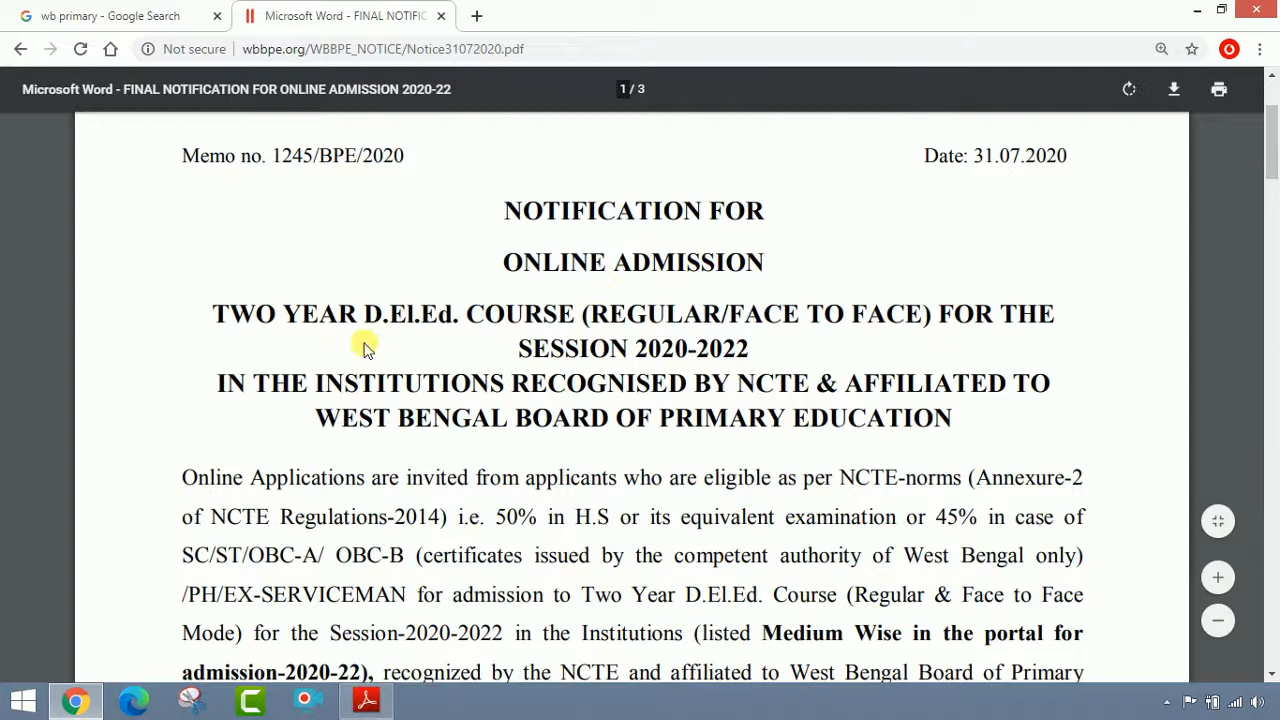 wb primary - Google Search
Microsoft Word - FINAL NOTIFIC
Not secure
wbbpe.org/WBBPE_NOTICE/Notice31072020.pdf
Microsoft Word - FINAL NOTIFICATION FOR ONLINE ADMISSION 2020-22
1 / 3
Memo no. 1245/BPE/2020
Date: 31.07.2020
NOTIFICATION FOR
ONLINE ADMISSION
TWO YEAR D.El.Ed. COURSE (REGULAR/FACE TO FACE) FOR THE
SESSION 2020-2022
IN THE INSTITUTIONS RECOGNISED BY NCTE & AFFILIATED TO
WEST BENGAL BOARD OF PRIMARY EDUCATION
Online Applications are invited from applicants who are eligible as per NCTE-norms (Annexure-2
of NCTE Regulations-2014) i.e. 50% in H.S or its equivalent examination or 45% in case of
SC/ST/OBC-A/ OBC-B (certificates issued by the competent authority of West Bengal only)
/PH/EX-SERVICEMAN for admission to Two Year D.El.Ed. Course (Regular & Face to Face
Mode) for the Session-2020-2022 in the Institutions (listed Medium Wise in the portal for
admission-2020-22), recognized by the NCTE and affiliated to West Bengal Board of Primary